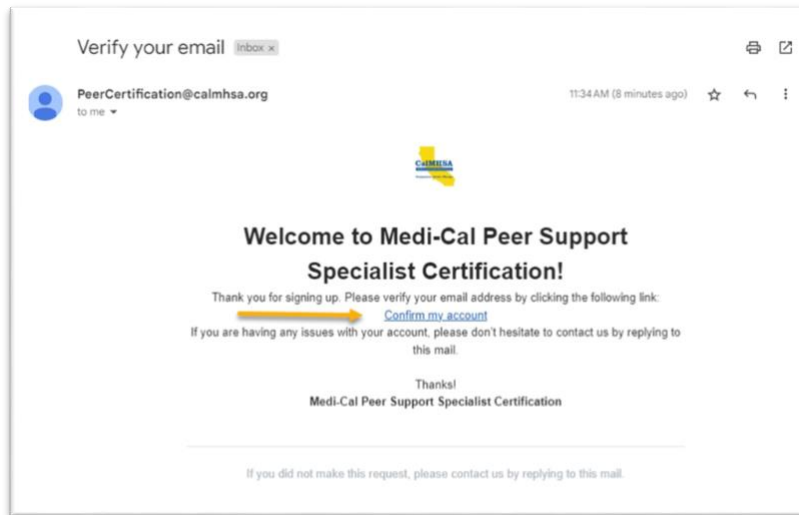 Verify your email Inbox x
PeerCertification@calmhsa.org 11:34 AM (8 minutes ago)
to me
CalMHSA
Welcome to Medi-Cal Peer Support
Specialist Certification!
Thank you for signing up. Please verify your email address by clicking the following link:
Confirm my account
If you are having any issues with your account, please don't hesitate to contact us by replying to
this mail.
Thanks!
Medi-Cal Peer Support Specialist Certification
If you did not make this request, please contact us by replying to this mail.